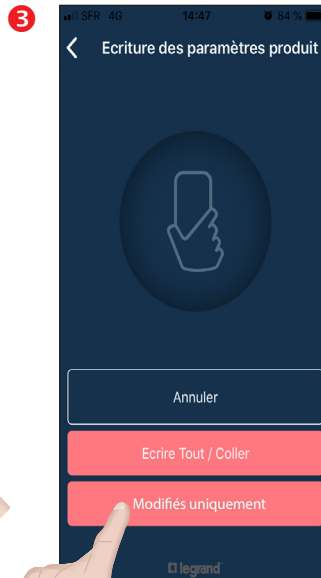 3
SFR 4G 14:47 84 %
Ecriture des paramètres produit
Annuler
Ecrire Tout / Coller
Modifiés uniquement
legrand